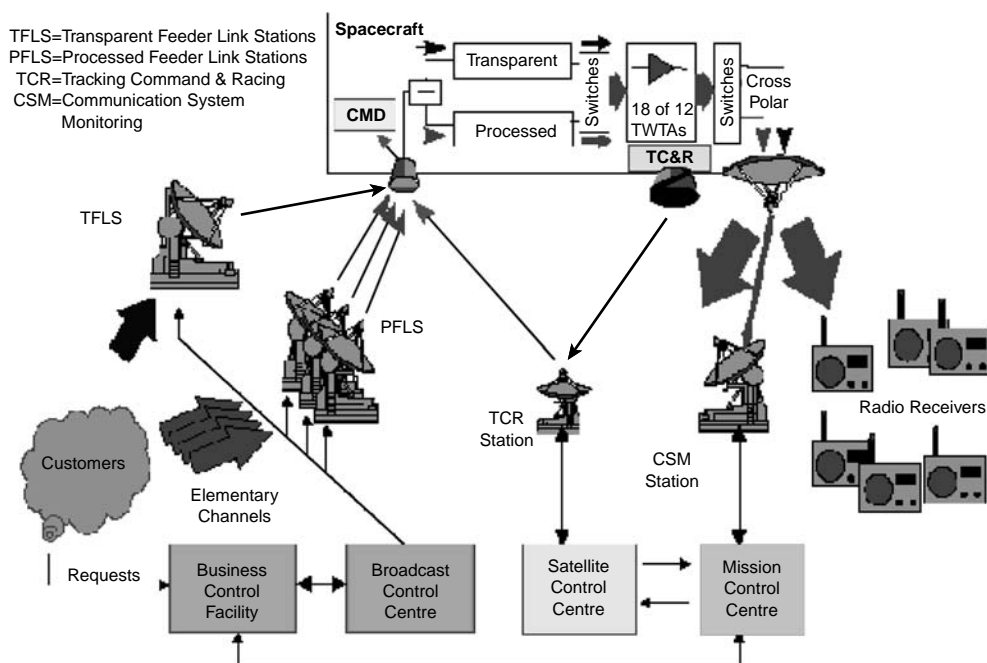 TFLS=Transparent Feeder Link Stations
PFLS=Processed Feeder Link Stations
TCR=Tracking Command & Racing
CSM=Communication System
Monitoring
Spacecraft
Transparent
Processed
CMD
Switches
18 of 12
TWTAs
Switches
Cross
Polar
TC&R
TFLS
PFLS
TCR
Station
CSM
Station
Radio Receivers
Customers
Elementary
Channels
Requests
Business
Control
Facility
Broadcast
Control
Centre
Satellite
Control
Centre
Mission
Control
Centre